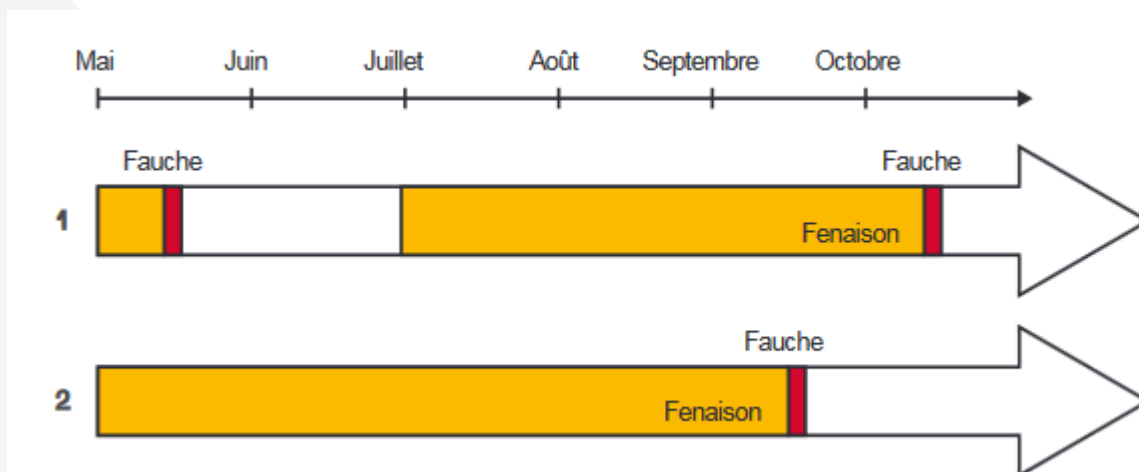 Mai Juin Juillet Août Septembre Octobre
Fauche Fauche
1
Fenaison
Fauche
2
Fenaison